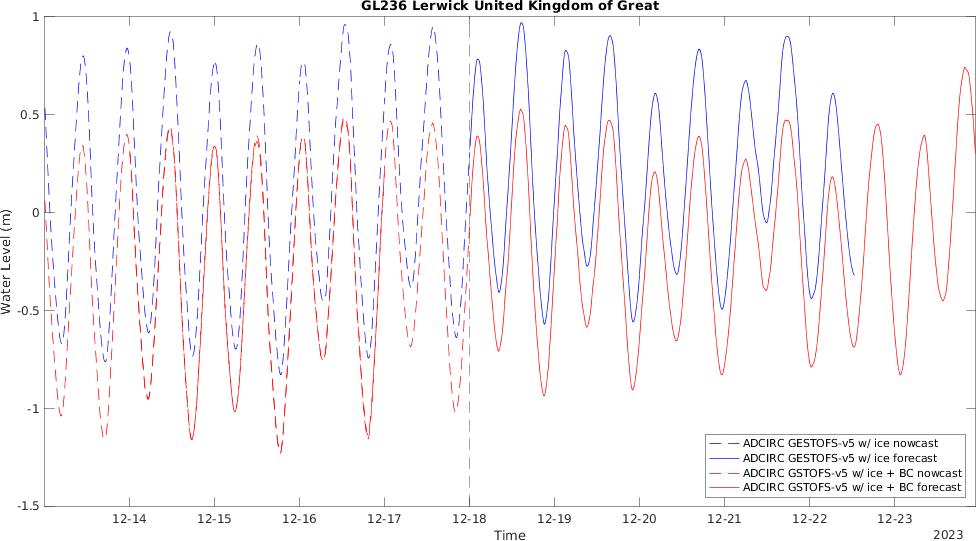 GL236 Lerwick United Kingdom of Great
1
0.5
0
-0.5
-1
-1.5
Water Level (m)
12-14 12-15 12-16 12-17 12-18 12-19 12-20 12-21 12-22 12-23
Time
2023
ADCIRC GESTOFS-v5 w/ ice nowcast
ADCIRC GESTOFS-v5 w/ ice forecast
ADCIRC GSTOFS-v5 w/ ice + BC nowcast
ADCIRC GSTOFS-v5 w/ ice + BC forecast